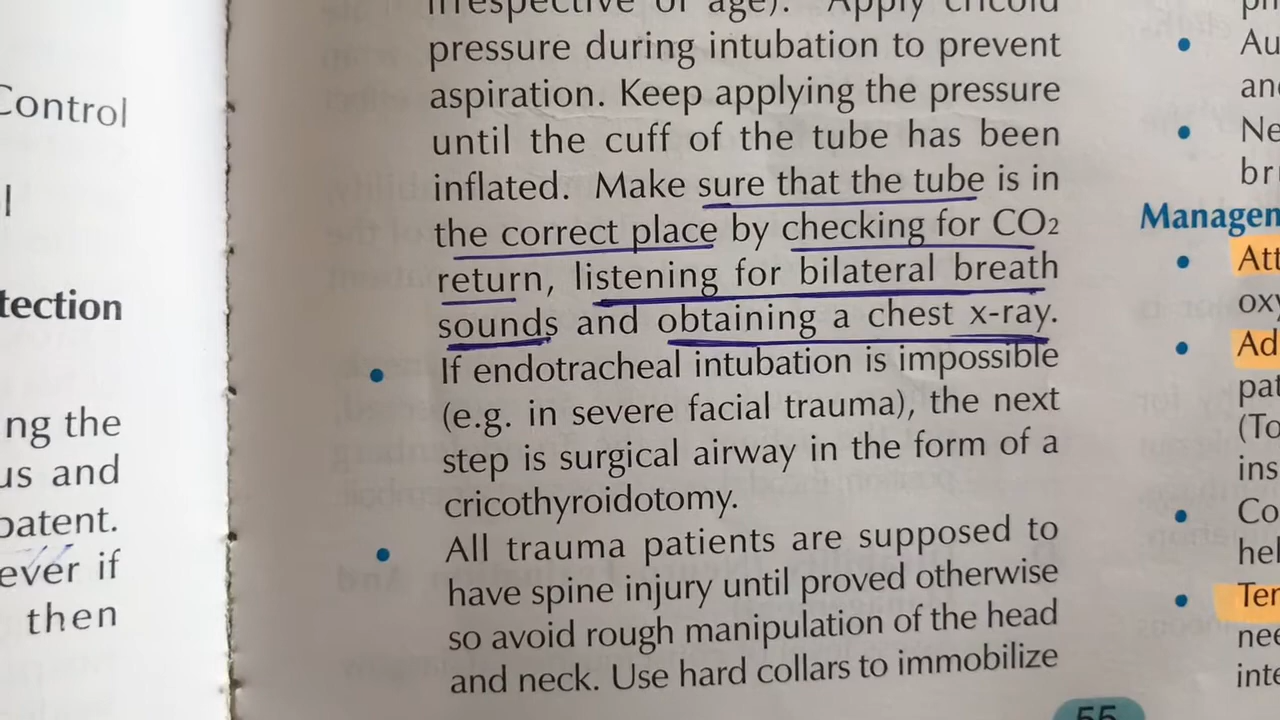 Control
tection
ng the
us and
patent.
ever if
then
pressure during intubation to prevent
aspiration. Keep applying the pressure
until the cuff of the tube has been
inflated. Make sure that the tube is in
the correct place by checking for CO2
return, listening for bilateral breath
sounds and obtaining a chest x-ray.
• If endotracheal intubation is impossible
(e.g. in severe facial trauma), the next
step is surgical airway in the form of a
cricothyroidotomy.
• All trauma patients are supposed to
have spine injury until proved otherwise
so avoid rough manipulation of the head
and neck. Use hard collars to immobilize
55
• Au
an
• Ne
br
Managem
• Att
oxy
• Ad
pat
(To
ins
• Co
hel
• Ter
nee
inte